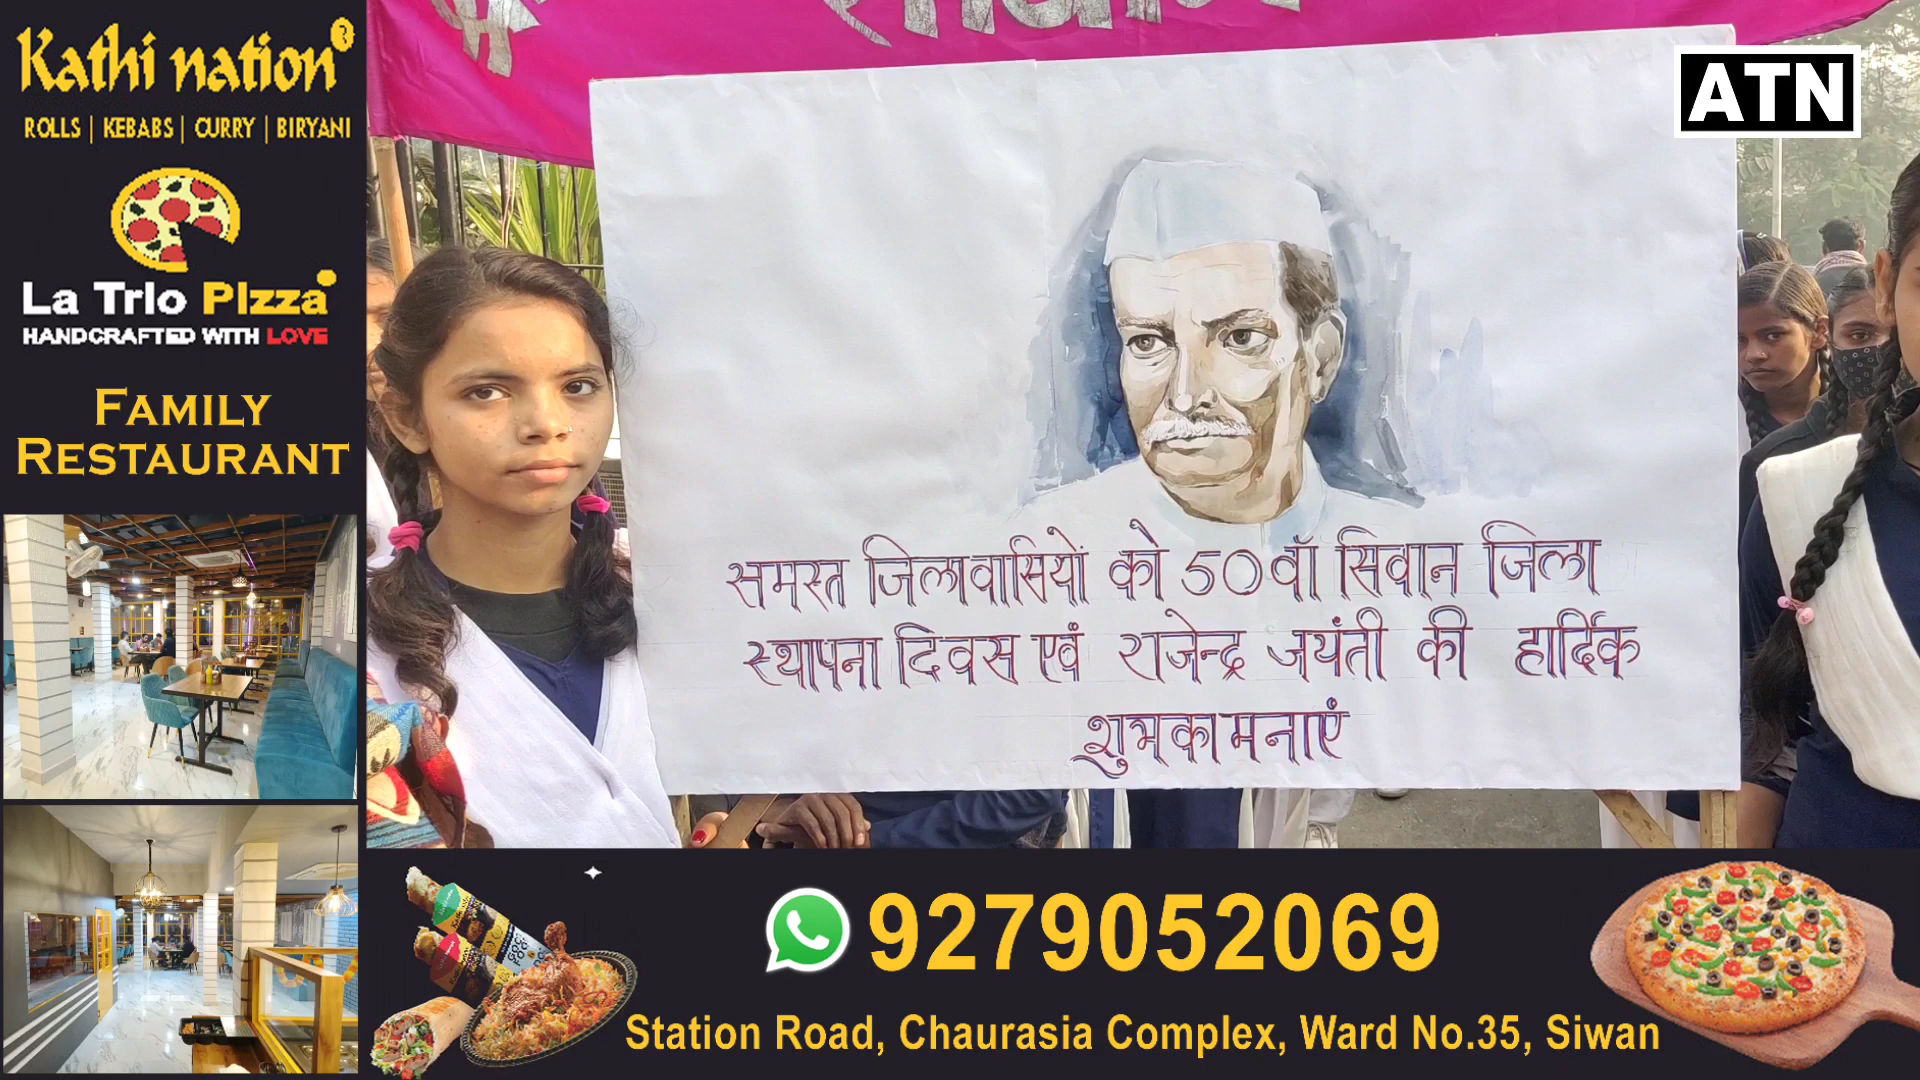 Kathi nation
ROLLS | KEBABS | CURRY | BIRYANI
La Trio Pizza
HANDCRAFTED WITH LOVE
FAMILY
RESTAURANT
ATN
समस्त जिलावासियों को 50वाँ सिवान जिला
स्थापना दिवस एवं राजेन्द्र जयंती की हार्दिक
शुभकामनाएं
9279052069
Station Road, Chaurasia Complex, Ward No.35, Siwan